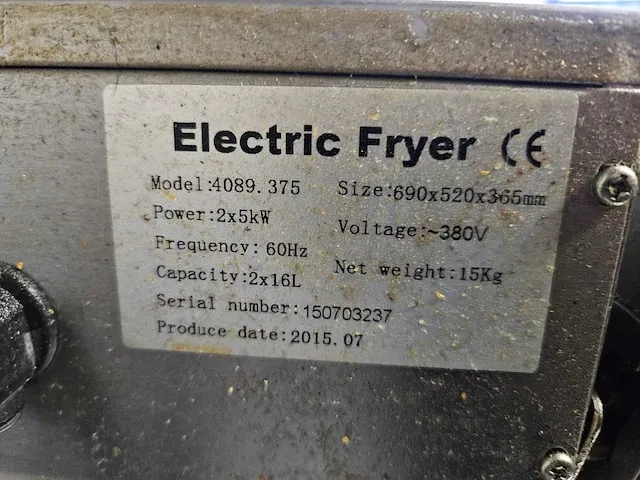 Electric Fryer CE
Model:4089.375 Size:690x520x365mm
Power:2x5kW Voltage:~380V
Frequency: 60Hz
Capacity:2x16L Net weight:15Kg
Serial number:150703237
Produce date:2015.07